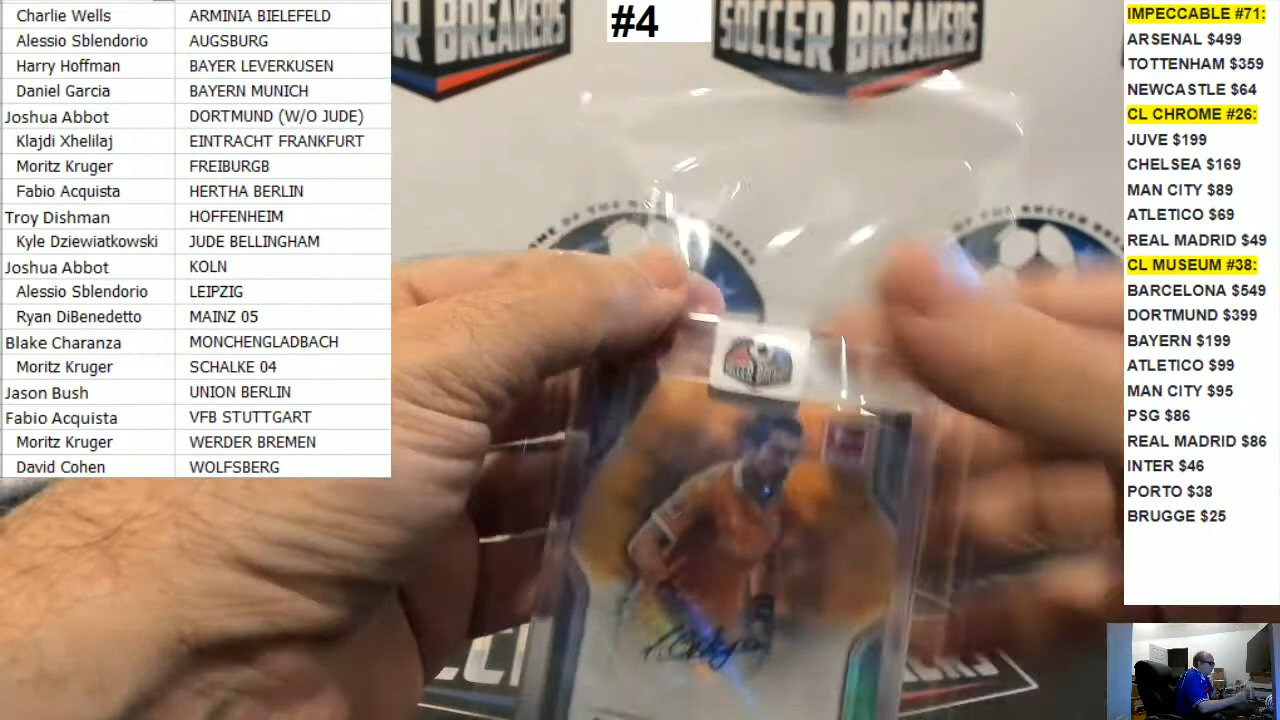 Charlie Wells ARMINIA BIELEFELD
Alessio Sblendorio AUGSBURG
Harry Hoffman BAYER LEVERKUSEN
Daniel Garcia BAYERN MUNICH
Joshua Abbot DORTMUND (W/O JUDE)
Klajdi Xhelilaj EINTRACHT FRANKFURT
Moritz Kruger FREIBURGB
Fabio Acquista HERTHA BERLIN
Troy Dishman HOFFENHEIM
Kyle Dziewiatkowski JUDE BELLINGHAM
Joshua Abbot KOLN
Alessio Sblendorio LEIPZIG
Ryan DiBenedetto MAINZ 05
Blake Charanza MONCHENGLADBACH
Moritz Kruger SCHALKE 04
Jason Bush UNION BERLIN
Fabio Acquista VFB STUTTGART
Moritz Kruger WERDER BREMEN
David Cohen WOLFSBERG
#4
R BREAKERS
SOCCER BREAKERS
IMPECCABLE #71:
ARSENAL $499
TOTTENHAM $359
NEWCASTLE $64
CL CHROME #26:
JUVE $199
CHELSEA $169
MAN CITY $89
ATLETICO $69
REAL MADRID $49
CL MUSEUM #38:
BARCELONA $549
DORTMUND $399
BAYERN $199
ATLETICO $99
MAN CITY $95
PSG $86
REAL MADRID $86
INTER $46
PORTO $38
BRUGGE $25